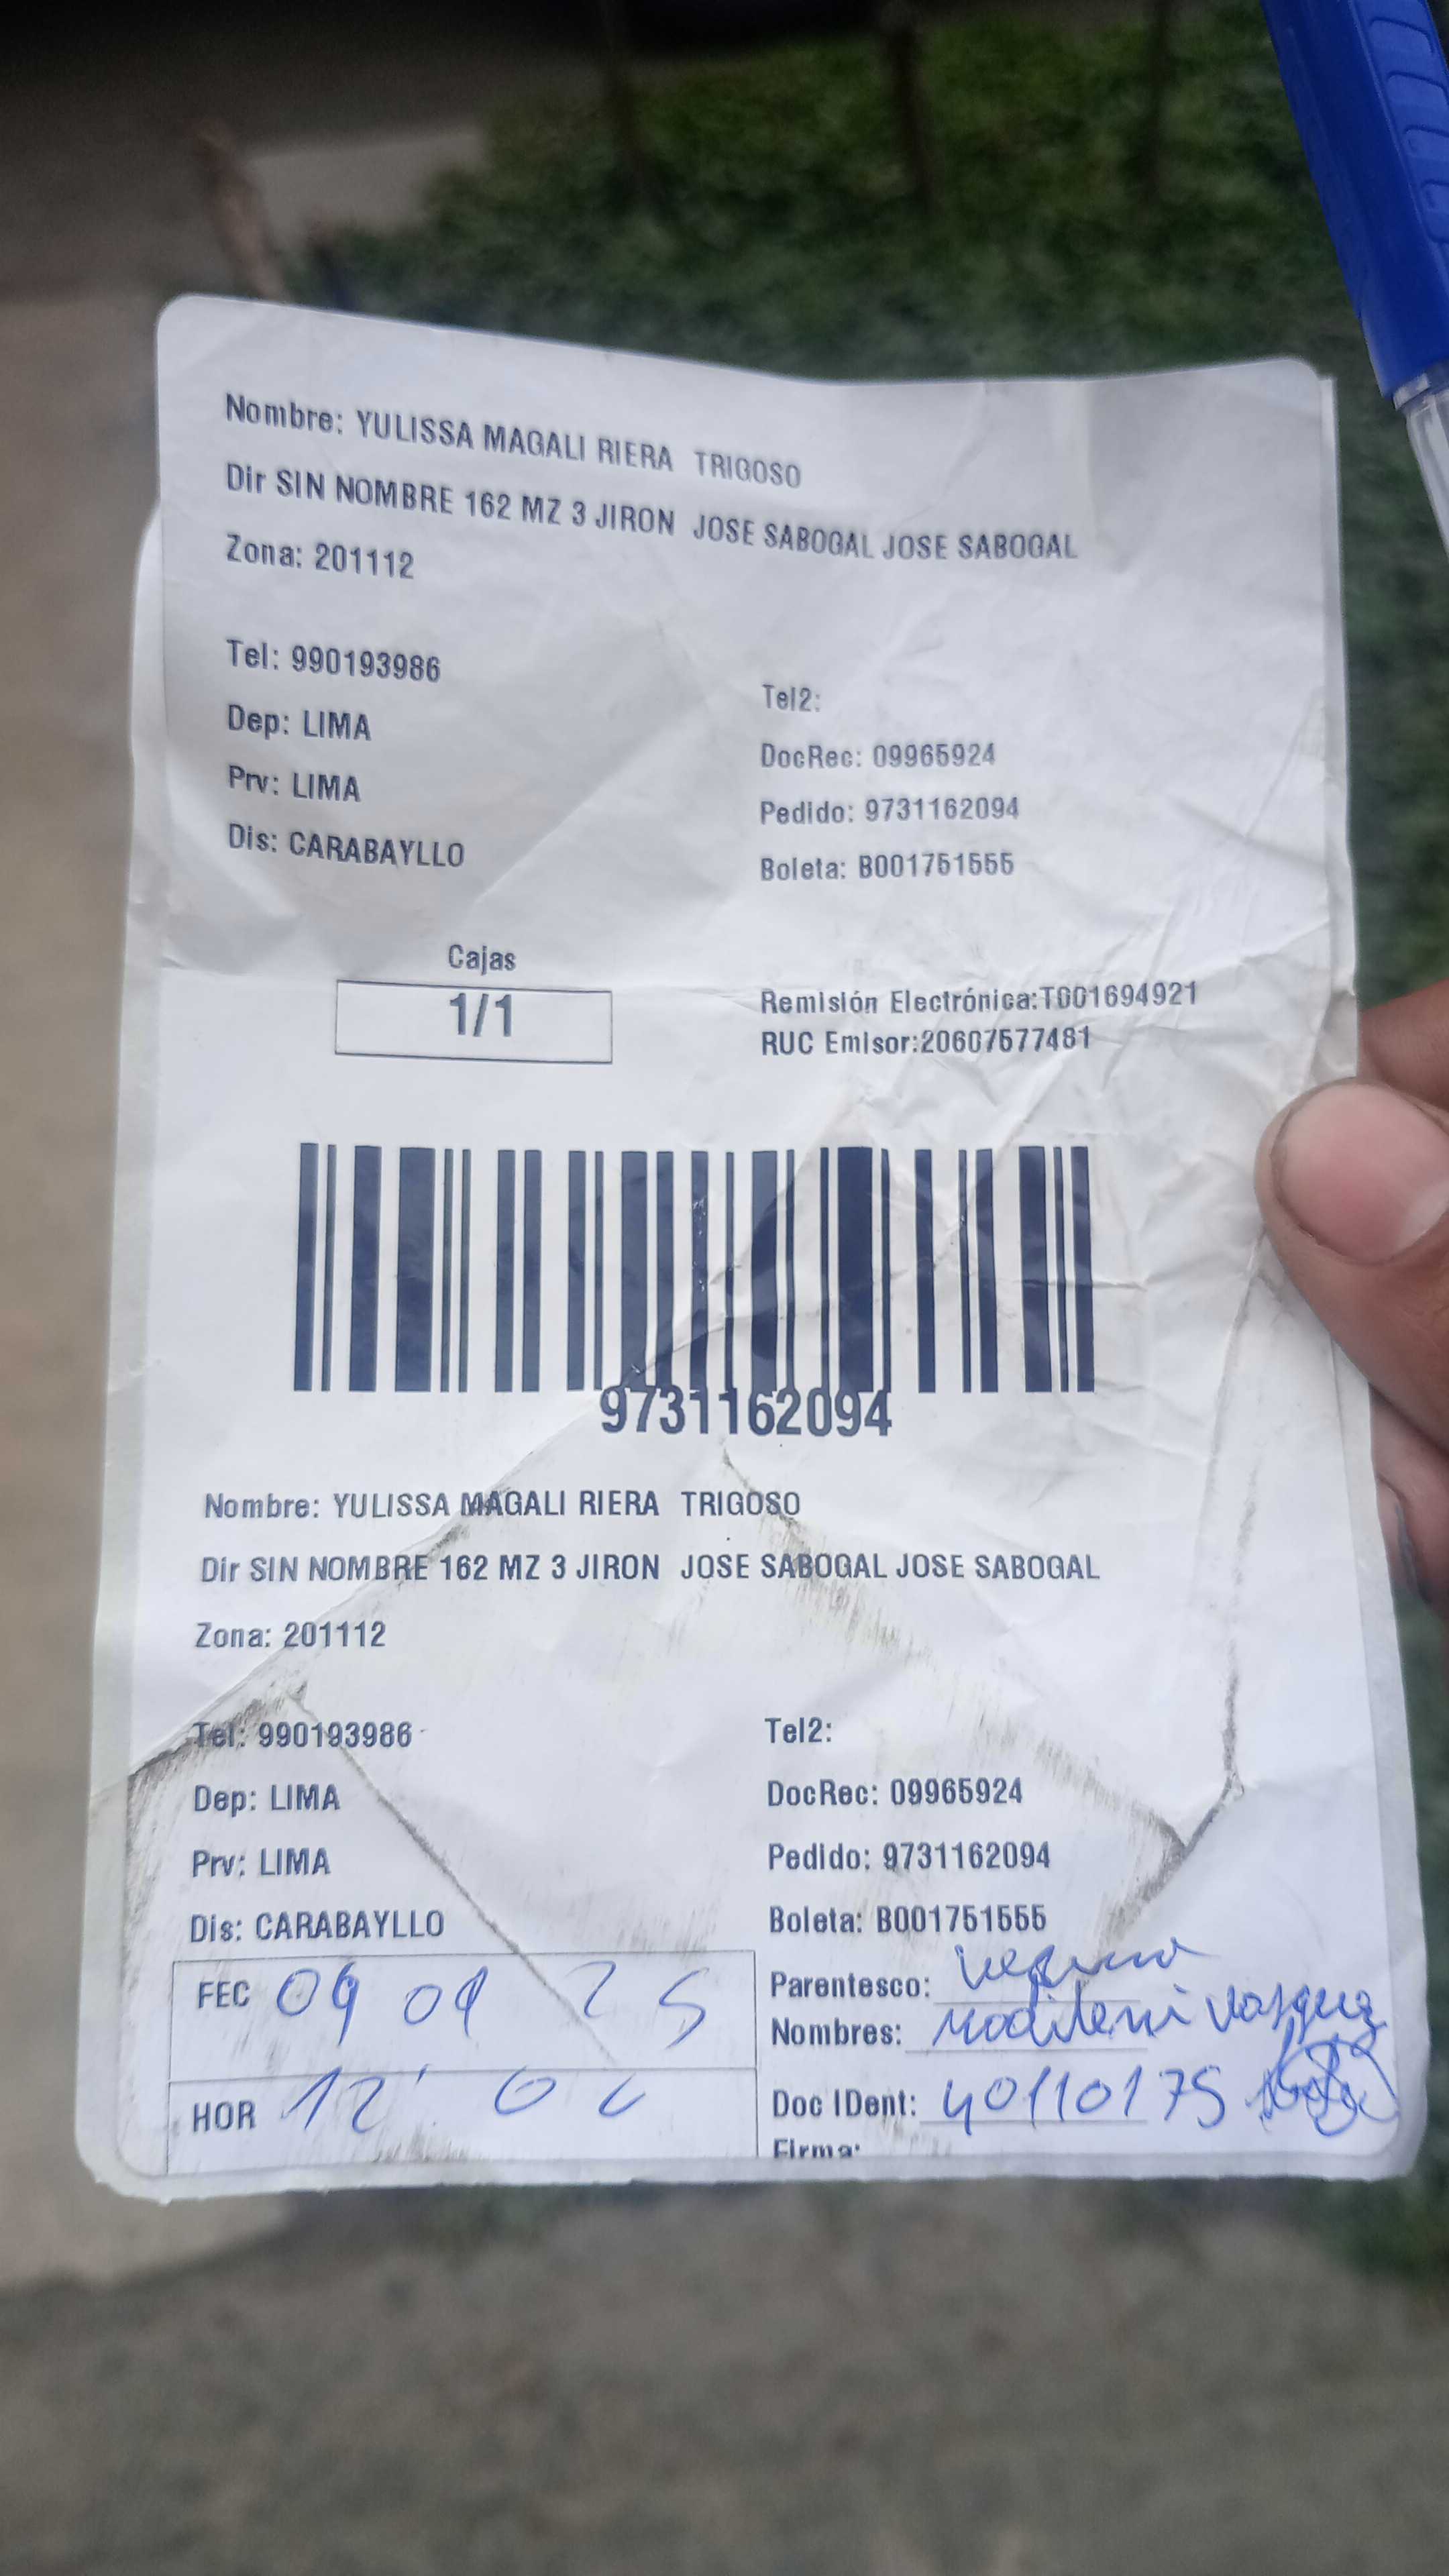 Nombre: YULISSA MAGALI RIERA TRIGOSO
Dir SIN NOMBRE 162 MZ 3 JIRON JOSE SABOGAL JOSE SABOGAL
Zona: 201112
Tel: 990193986
Tel2:
Dep: LIMA
DocRec: 09965924
Prv: LIMA
Pedido: 9731162094
Dis: CARABAYLLO
Boleta: B001751555
Cajas
1/1
Remisión Electrónica:T001694921
RUC Emisor:20607577481
9731162094
Nombre: YULISSA MAGALI RIERA TRIGOSO
Dir SIN NOMBRE 162 MZ 3 JIRON JOSE SABOGAL JOSE SABOGAL
Zona: 201112
Tel: 990193986
Tel2:
Dep: LIMA
DocRec: 09965924
Prv: LIMA
Pedido: 9731162094
Dis: CARABAYLLO
Boleta: B001751555
FEC 09 09 25
Parentesco:
Nombres: Vasquez
HOR 12
Doc IDent: 40110175
Firma: